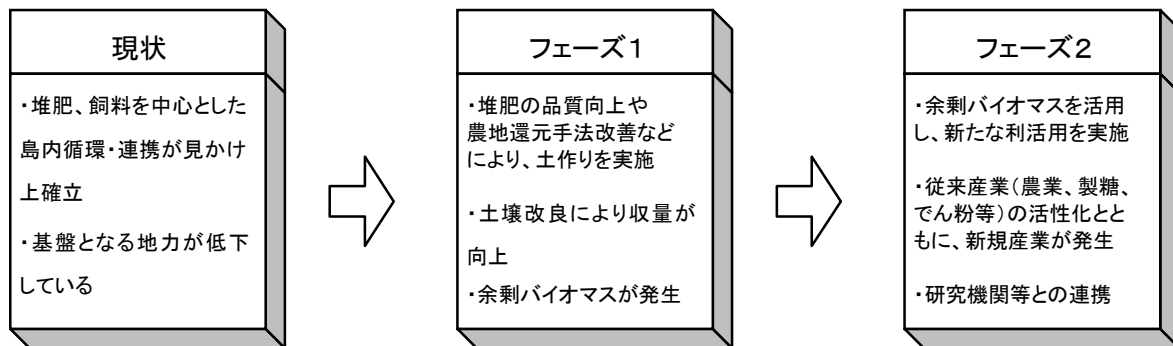 現状
・堆肥、飼料を中心とした
島内循環・連携が見かけ
上確立
・基盤となる地力が低下
している
フェーズ1
・堆肥の品質向上や
農地還元手法改善など
により、土作りを実施
・土壌改良により収量が
向上
・余剰バイオマスが発生
フェーズ2
・余剰バイオマスを活用
し、新たな利活用を実施
・従来産業(農業、製糖、
でん粉等)の活性化とと
もに、新規産業が発生
・研究機関等との連携